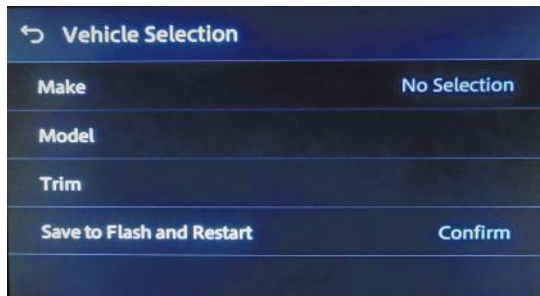 Vehicle Selection
Make No Selection
Model
Trim
Save to Flash and Restart Confirm